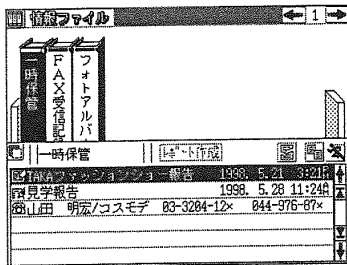 情報ファイル 1
一時保管
FAX受信記
フォトアルバ
一時保管 レポート作成
TAKAファッションショー報告 1998. 5.21
見学報告 1998. 5.28 11:24A
山田 明宏/コスモデ 03-3204-12× 044-976-87×